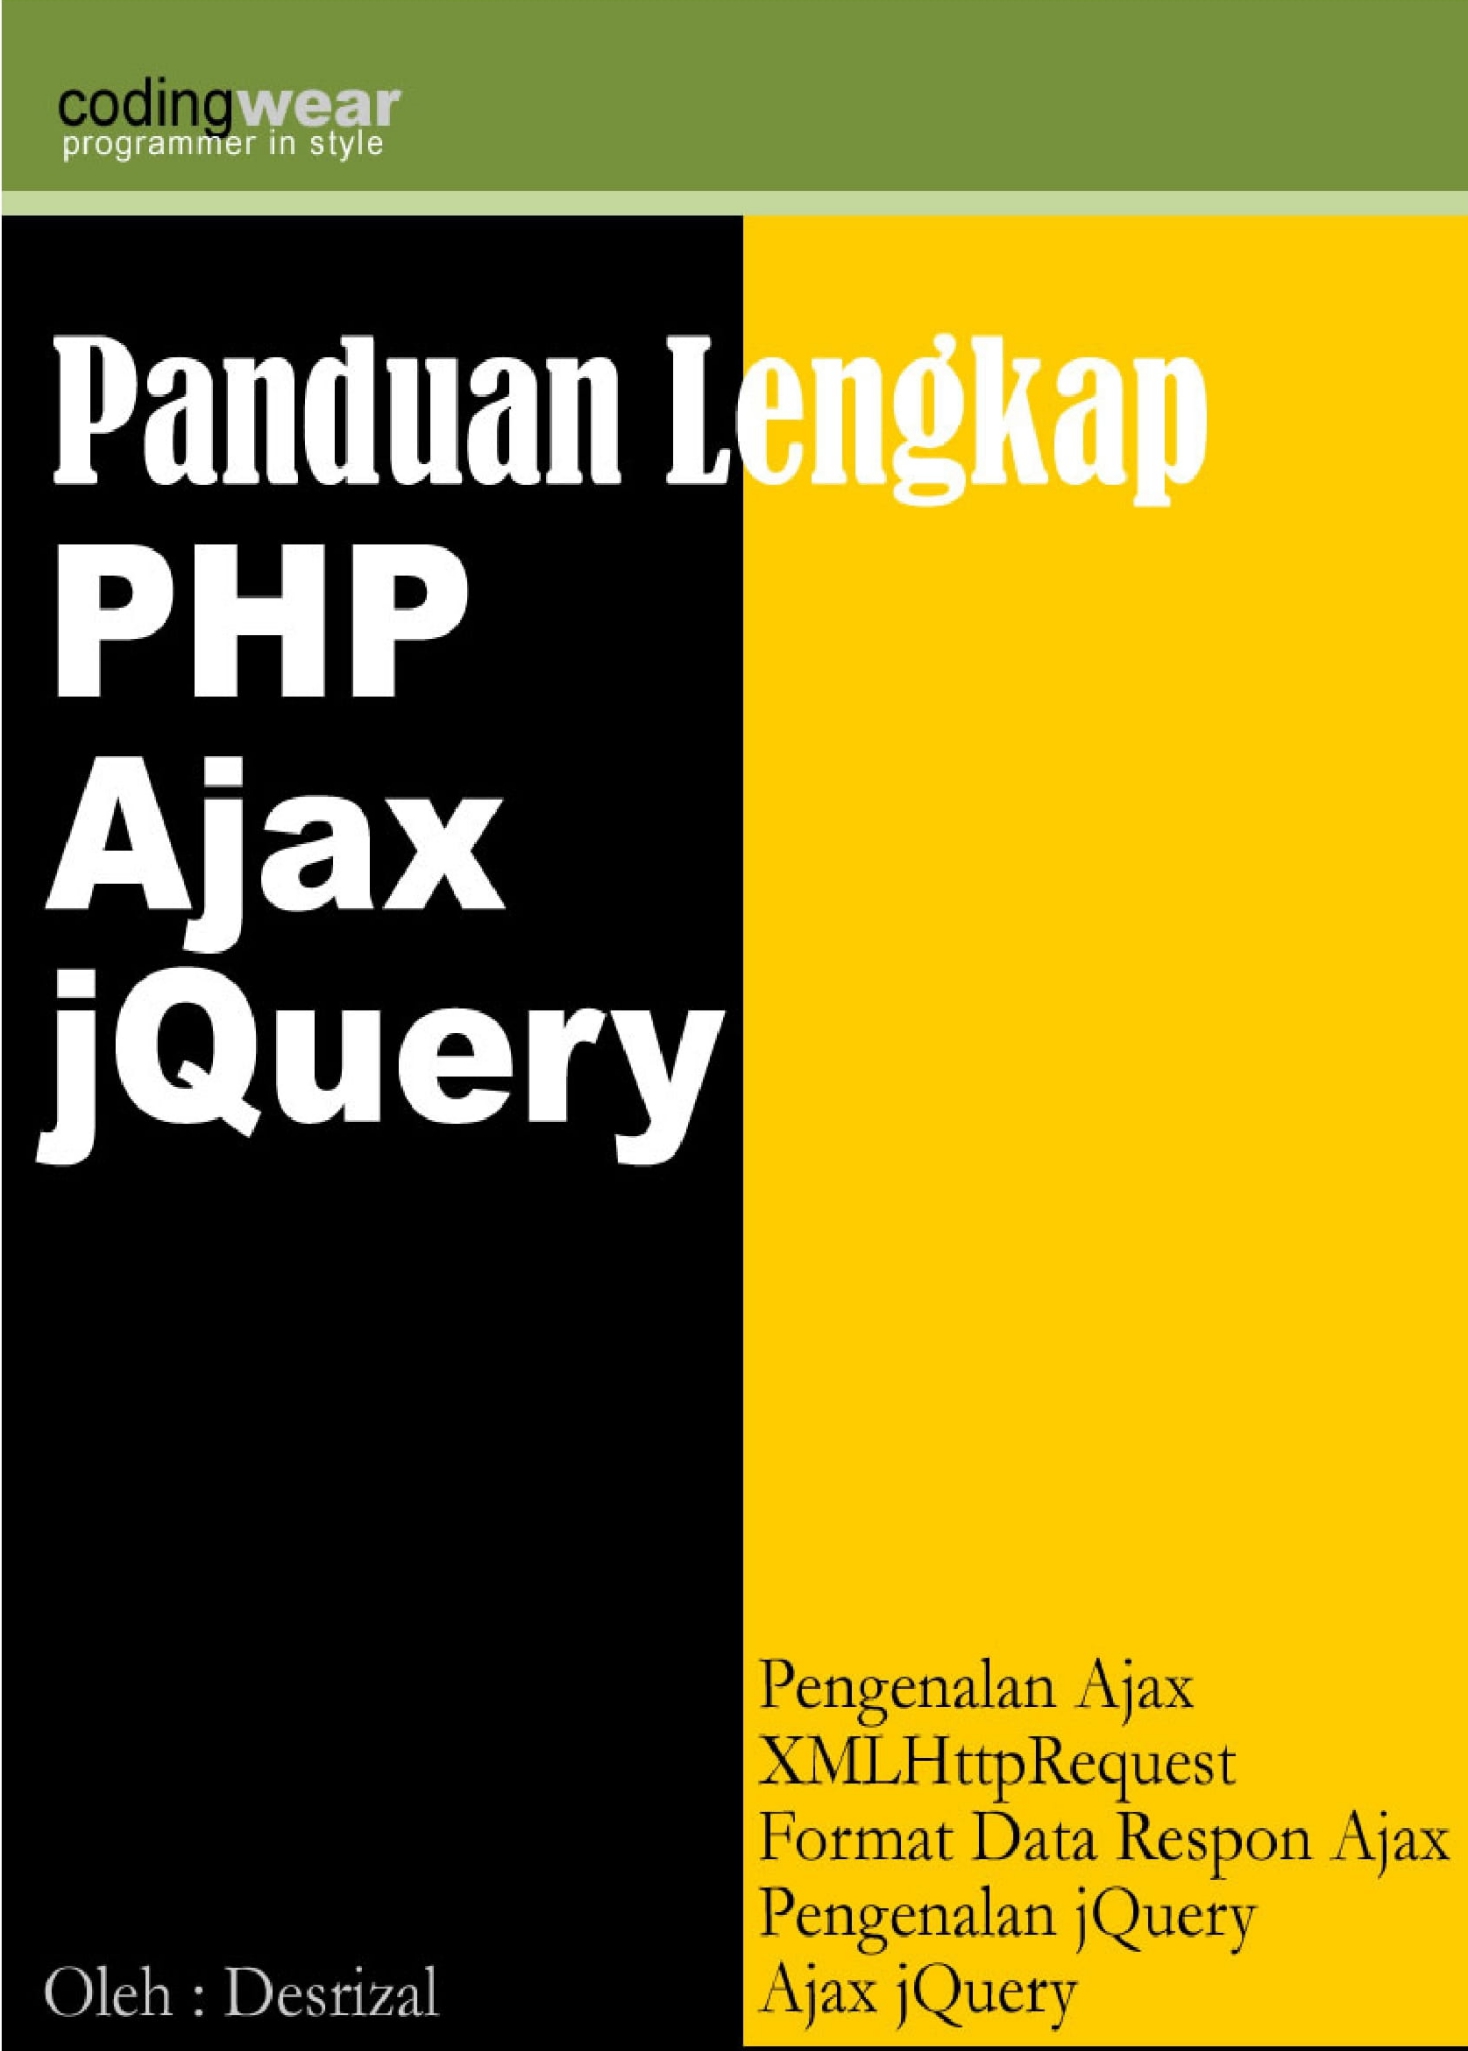 codingwear
programmer in style
Panduan Lengkap
PHP
Ajax
jQuery
Pengenalan Ajax
XMLHttpRequest
Format Data Respon Ajax
Pengenalan jQuery
Ajax jQuery
Oleh : Desrizal